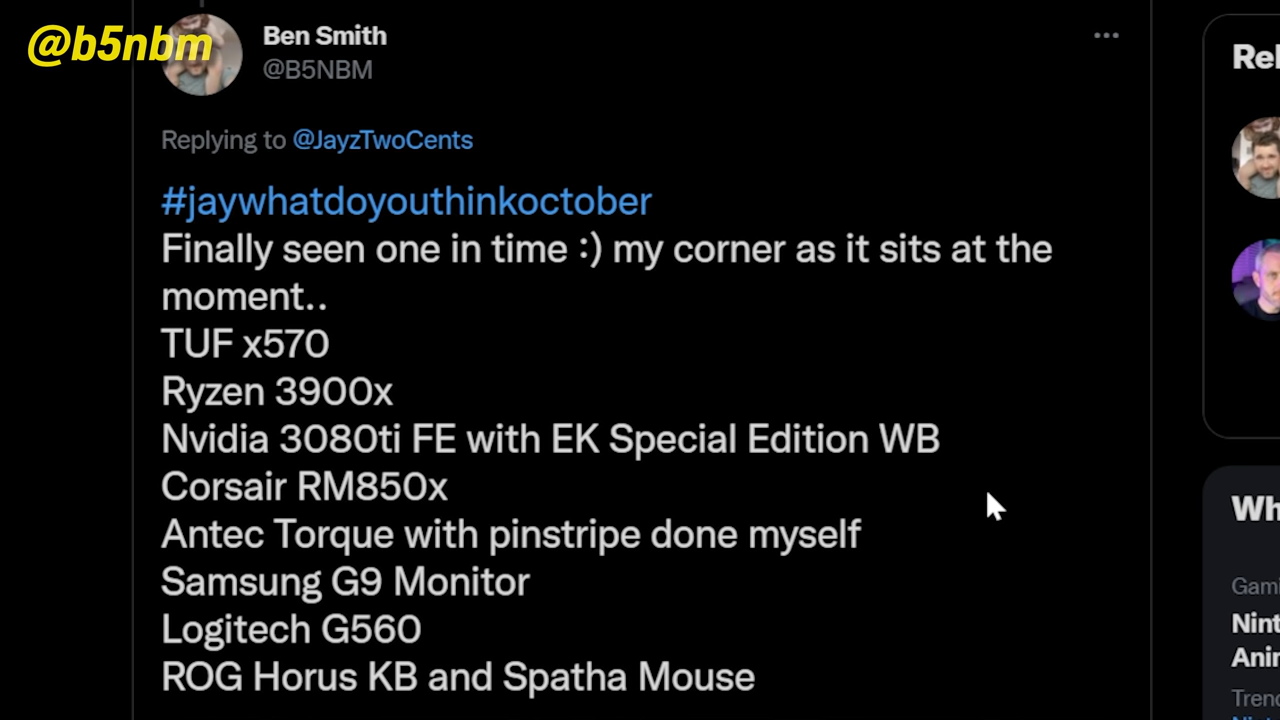 @b5nbm
Ben Smith
@B5NBM
Replying to @JayzTwoCents
#jaywhatdoyouthinkoctober
Finally seen one in time :) my corner as it sits at the
moment..
TUF x570
Ryzen 3900x
Nvidia 3080ti FE with EK Special Edition WB
Corsair RM850x
Antec Torque with pinstripe done myself
Samsung G9 Monitor
Logitech G560
ROG Horus KB and Spatha Mouse